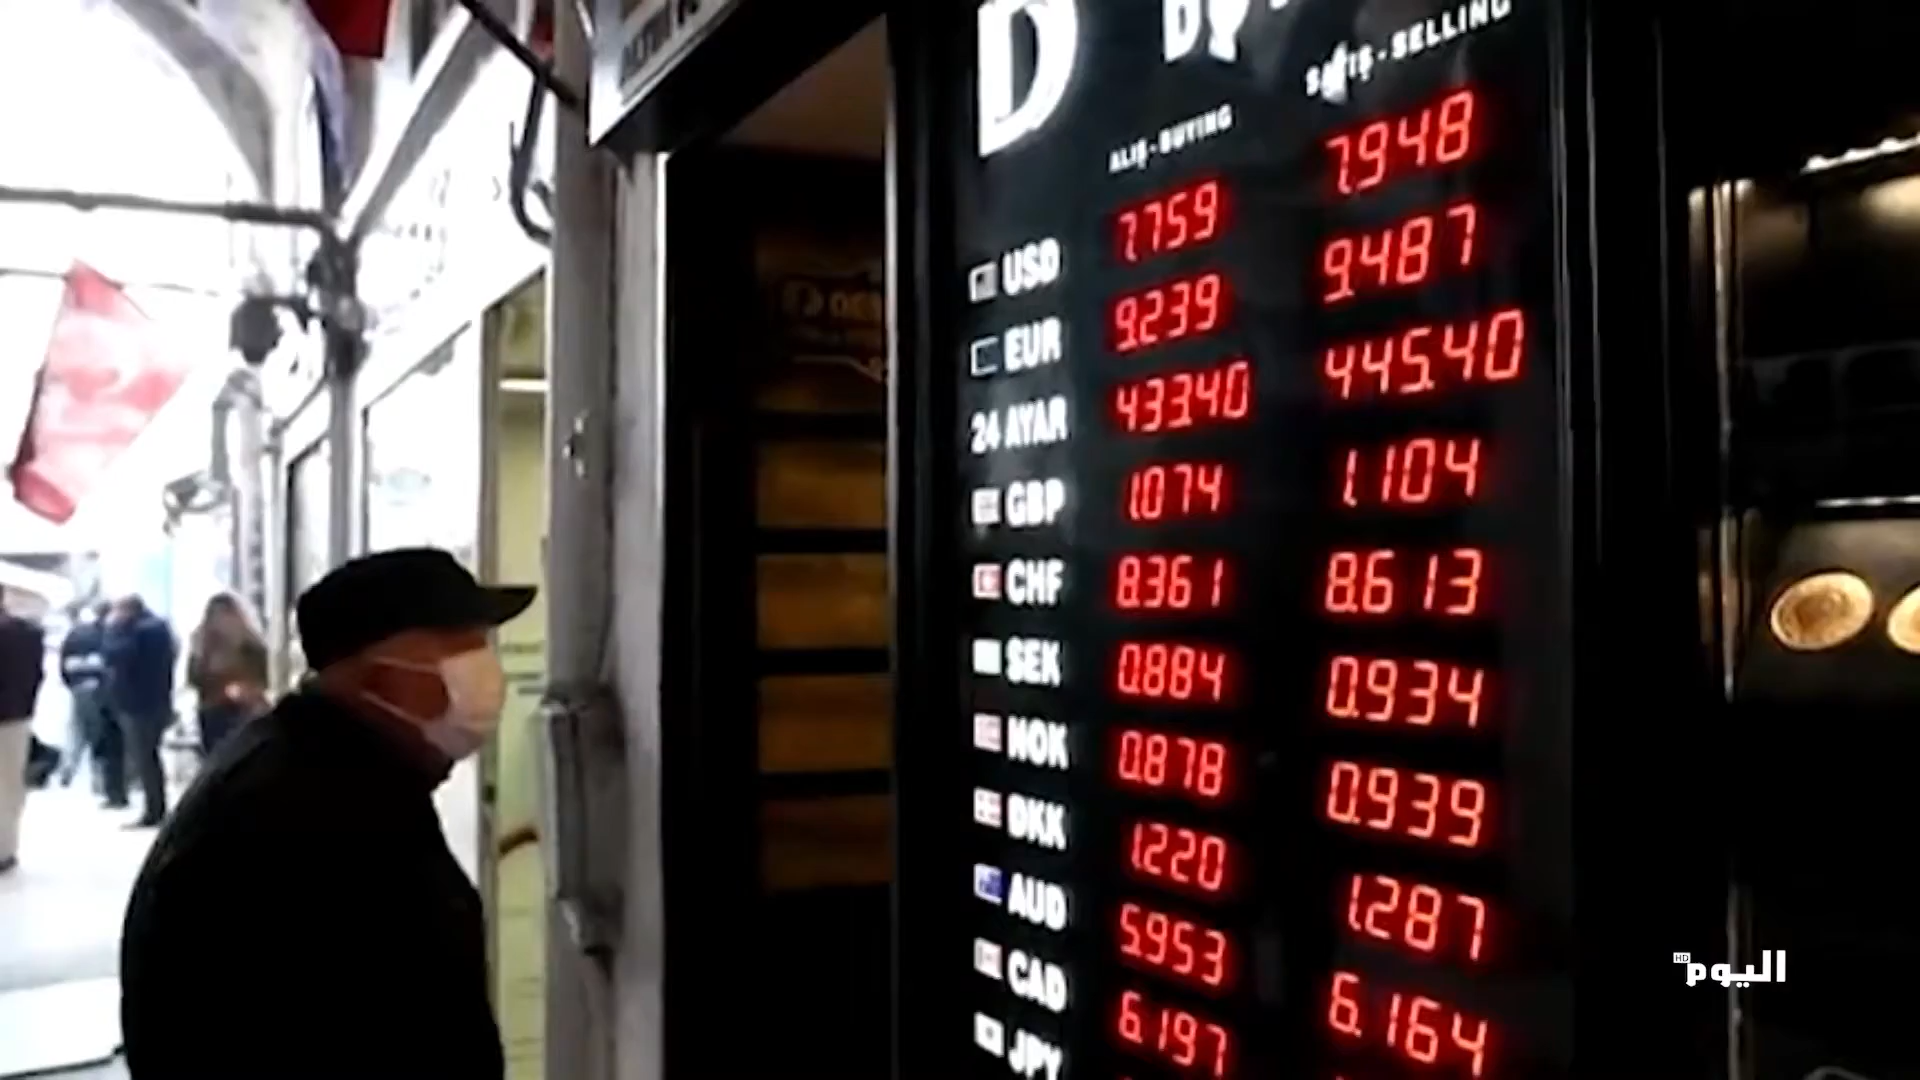 D
SATIŞ - SELLING
ALIŞ - BUYING
USD 7.759 7.948
EUR 9.239 9.487
24 AYAR 433.40 445.40
GBP 1.074 1.104
CHF 8.361 8.613
SEK 0.884 0.934
NOK 0.878 0.939
DKK 1.220 1.287
AUD 5.953 6.164
CAD 6.197
JPY
اليوم HD